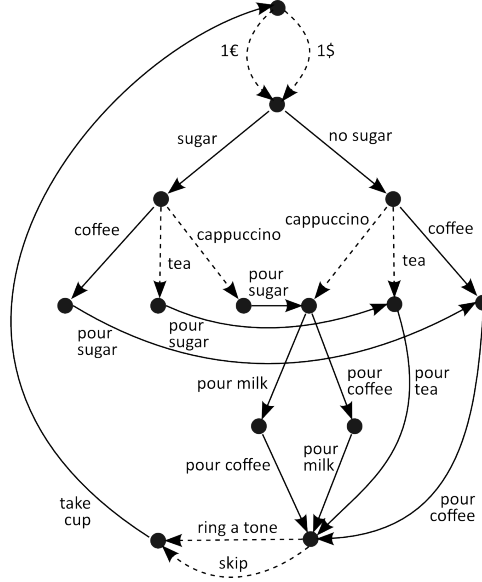 1€
1$
sugar
no sugar
coffee
tea
cappuccino
cappuccino
tea
coffee
pour
sugar
pour
sugar
pour
sugar
pour milk
pour
coffee
pour
tea
pour coffee
pour
milk
pour
coffee
take
cup
ring a tone
skip